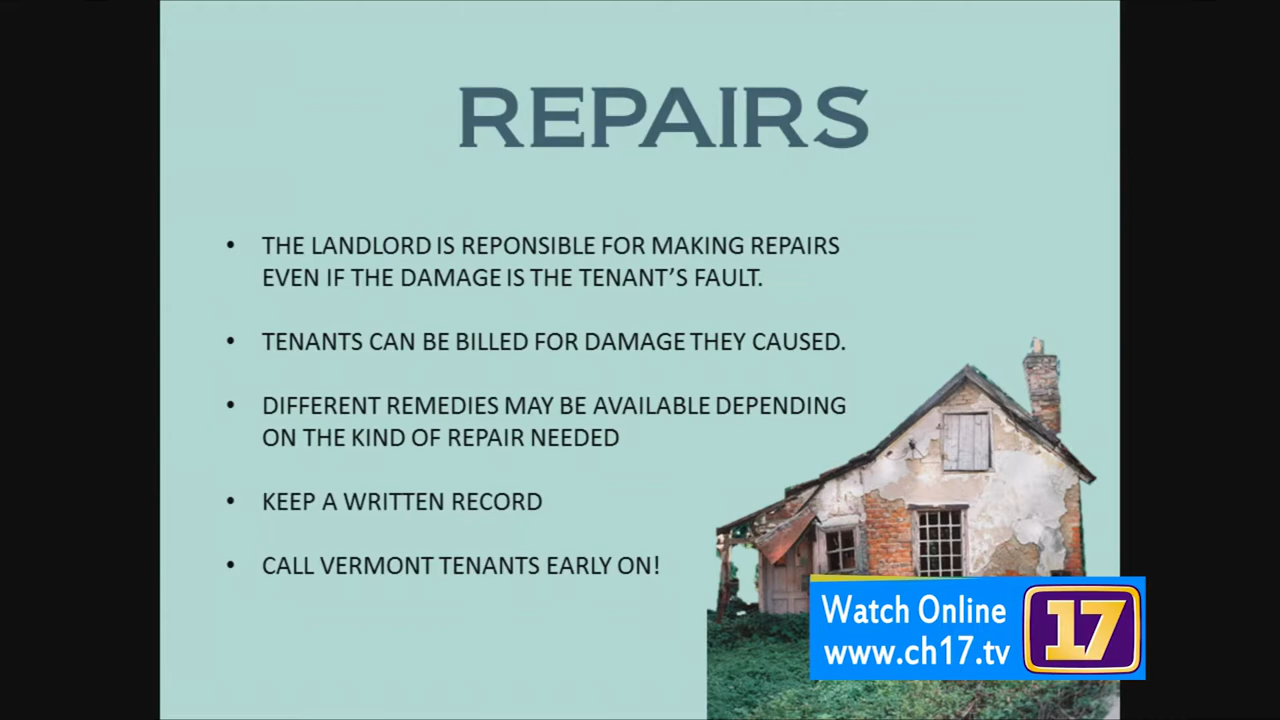 REPAIRS
• THE LANDLORD IS REPONSIBLE FOR MAKING REPAIRS
EVEN IF THE DAMAGE IS THE TENANT'S FAULT.
• TENANTS CAN BE BILLED FOR DAMAGE THEY CAUSED.
• DIFFERENT REMEDIES MAY BE AVAILABLE DEPENDING
ON THE KIND OF REPAIR NEEDED
• KEEP A WRITTEN RECORD
• CALL VERMONT TENANTS EARLY ON!
Watch Online
www.ch17.tv
17